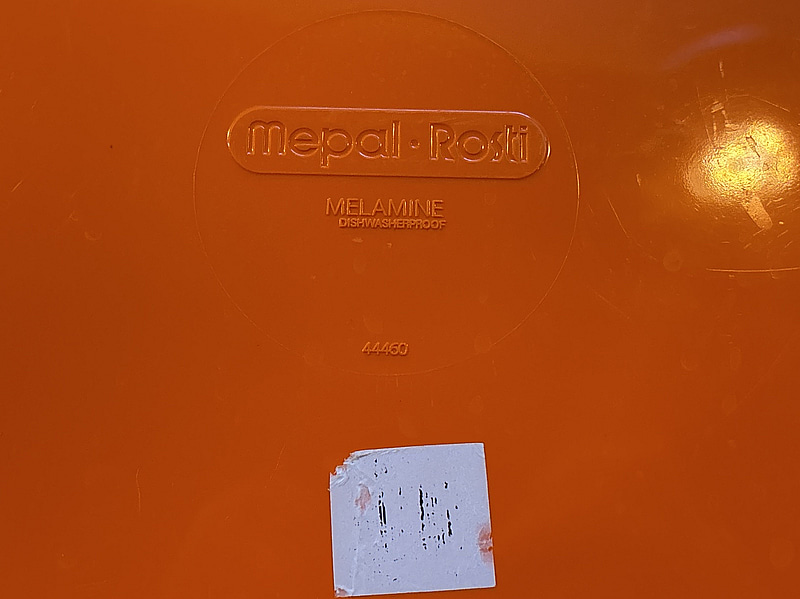 mepal · Rosti
MELAMINE
DISHWASHERPROOF
44460